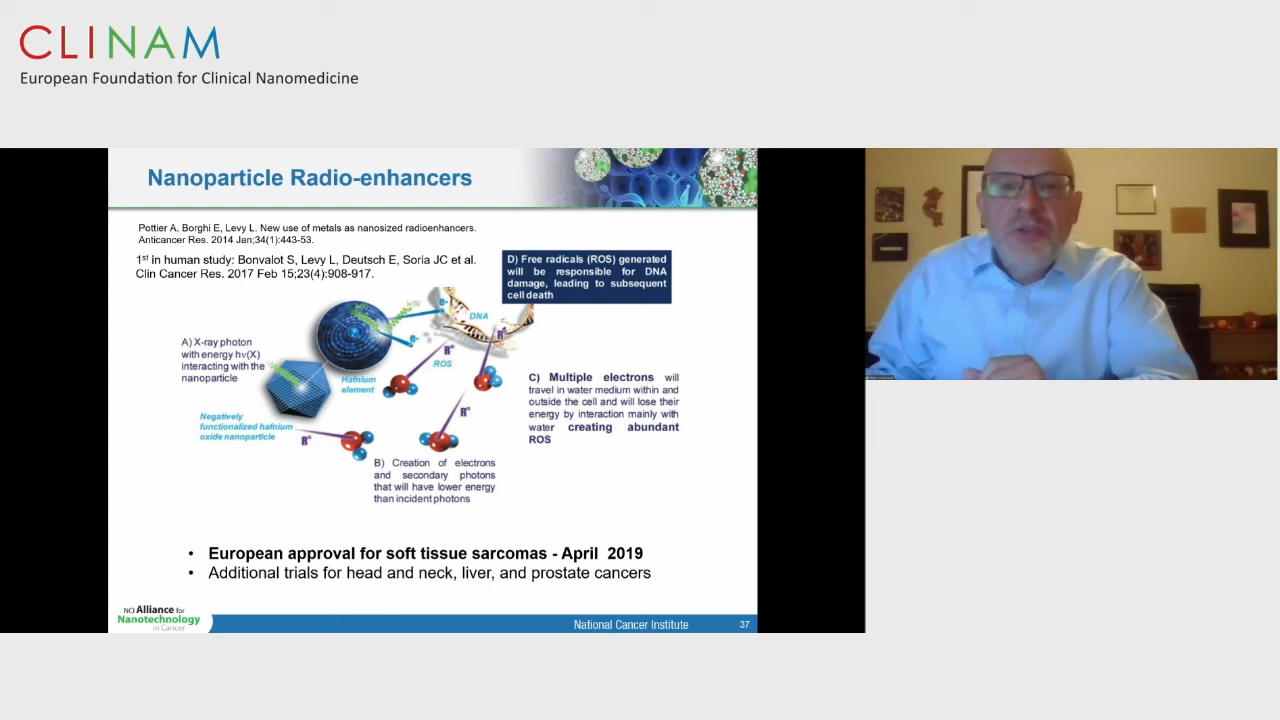 CLINAM
European Foundation for Clinical Nanomedicine
Nanoparticle Radio-enhancers
Pottier A, Borghi E, Levy L. New use of metals as nanosized radioenhancers.
Anticancer Res. 2014 Jan;34(1):443-53.
1st in human study: Bonvalot S, Levy L, Deutsch E, Soria JC et al.
Clin Cancer Res. 2017 Feb 15;23(4):908-917.
D) Free radicals (ROS) generated
will be responsible for DNA
damage, leading to subsequent
cell death
e-
DNA
e-
R°
R°
ROS
A) X-ray photon
with energy hν(X)
interacting with the
nanoparticle
Hafnium
element
C) Multiple electrons will
travel in water medium within and
outside the cell and will lose their
energy by interaction mainly with
water creating abundant
ROS
Negatively
functionalized hafnium
oxide nanoparticle
R°
R°
B) Creation of electrons
and secondary photons
that will have lower energy
than incident photons
• European approval for soft tissue sarcomas - April 2019
• Additional trials for head and neck, liver, and prostate cancers
NCI Alliance for
Nanotechnology
in Cancer
National Cancer Institute
37